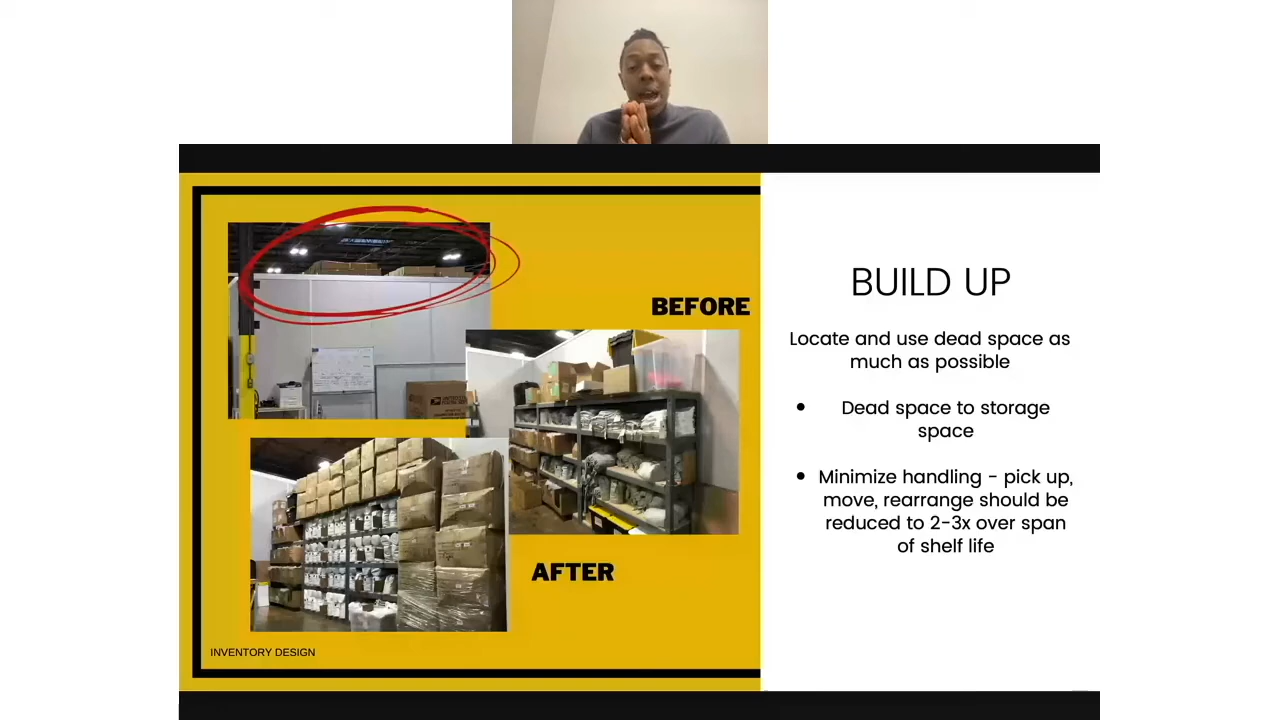 BUILD UP
BEFORE
Locate and use dead space as
much as possible
• Dead space to storage
space
• Minimize handling - pick up,
move, rearrange should be
reduced to 2-3x over span
of shelf life
AFTER
INVENTORY DESIGN